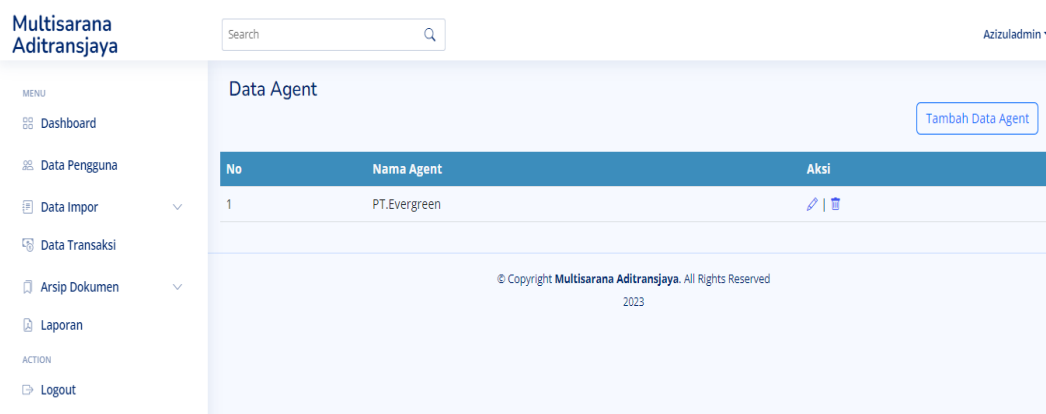 Multisarana
Aditransjaya
Search
Azizuladmin
MENU
Dashboard
Data Pengguna
Data Impor
Data Transaksi
Arsip Dokumen
Laporan
ACTION
Logout
Data Agent
Tambah Data Agent
No Nama Agent Aksi
1 PT.Evergreen |
© Copyright Multisarana Aditransjaya. All Rights Reserved
2023